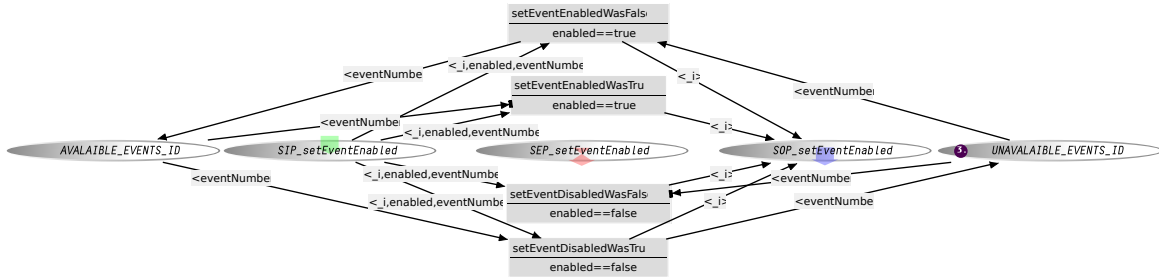 setEventEnabledWasFals
enabled==true
<_i,enabled,eventNumbe
<eventNumbe
<_i>
setEventEnabledWasTru
enabled==true
<eventNumbe
<eventNumbe
<_i,enabled,eventNumbe
<_i>
AVALAIBLE_EVENTS_ID
SIP_setEventEnabled
SEP_setEventEnabled
SOP_setEventEnabled
3
UNAVALAIBLE_EVENTS_ID
<eventNumbe
<_i,enabled,eventNumbe
<_i>
<eventNumbe
setEventDisabledWasFals
enabled==false
<_i,enabled,eventNumbe
<_i>
<eventNumbe
setEventDisabledWasTru
enabled==false